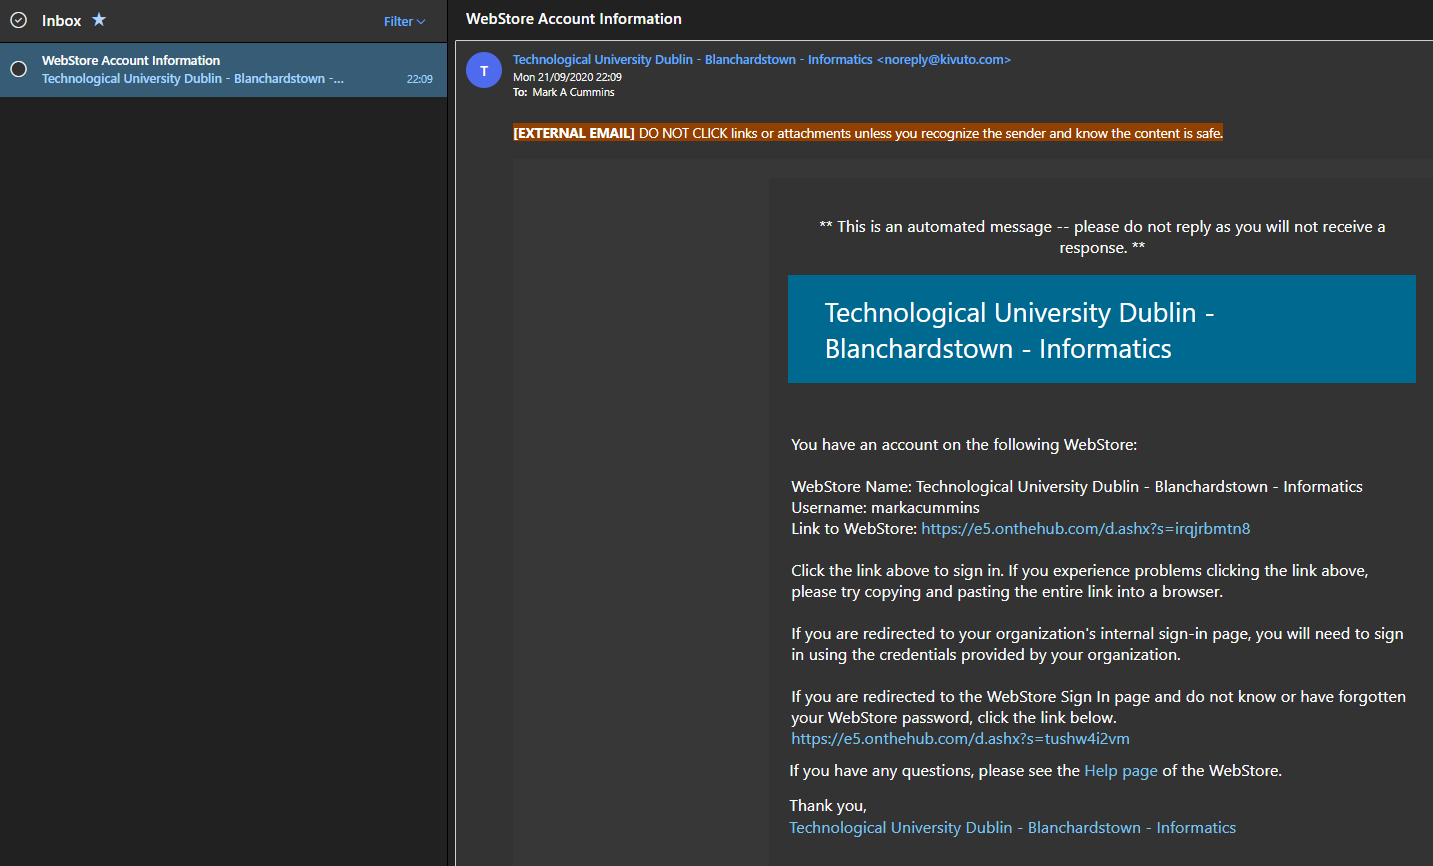 Inbox
Filter
WebStore Account Information
Technological University Dublin - Blanchardstown -...
22:09
WebStore Account Information
T
Technological University Dublin - Blanchardstown - Informatics <noreply@kivuto.com>
Mon 21/09/2020 22:09
To: Mark A Cummins
[EXTERNAL EMAIL] DO NOT CLICK links or attachments unless you recognize the sender and know the content is safe.
** This is an automated message -- please do not reply as you will not receive a
response. **
Technological University Dublin -
Blanchardstown - Informatics
You have an account on the following WebStore:
WebStore Name: Technological University Dublin - Blanchardstown - Informatics
Username: markacummins
Link to WebStore: https://e5.onthehub.com/d.ashx?s=irqjrbmtn8
Click the link above to sign in. If you experience problems clicking the link above,
please try copying and pasting the entire link into a browser.
If you are redirected to your organization's internal sign-in page, you will need to sign
in using the credentials provided by your organization.
If you are redirected to the WebStore Sign In page and do not know or have forgotten
your WebStore password, click the link below.
https://e5.onthehub.com/d.ashx?s=tushw4i2vm
If you have any questions, please see the Help page of the WebStore.
Thank you,
Technological University Dublin - Blanchardstown - Informatics